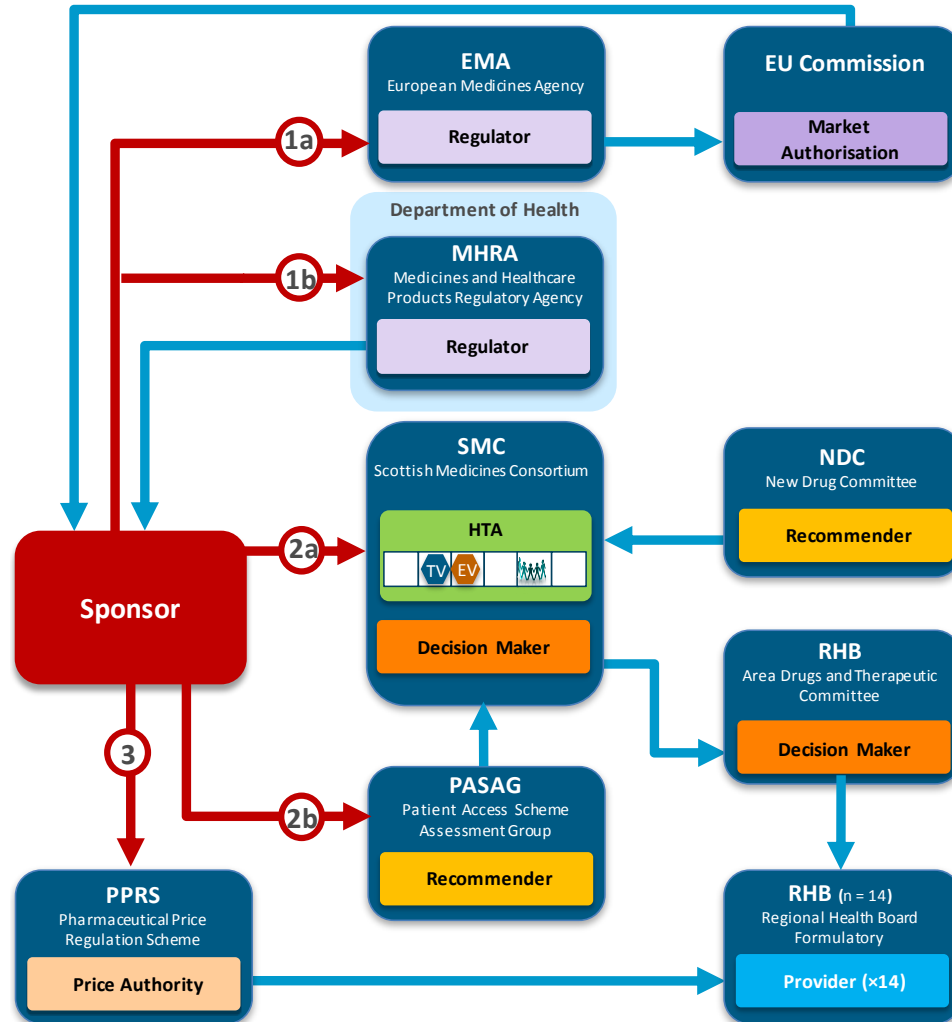 EMA
European Medicines Agency
Regulator
EU Commission
Market
Authorisation
1a
Department of Health
MHRA
Medicines and Healthcare
Products Regulatory Agency
Regulator
1b
SMC
Scottish Medicines Consortium
HTA
TV
EV
Decision Maker
NDC
New Drug Committee
Recommender
2a
Sponsor
RHB
Area Drugs and Therapeutic
Committee
Decision Maker
3
2b
PASAG
Patient Access Scheme
Assessment Group
Recommender
PPRS
Pharmaceutical Price
Regulation Scheme
Price Authority
RHB (n = 14)
Regional Health Board
Formulatory
Provider (×14)